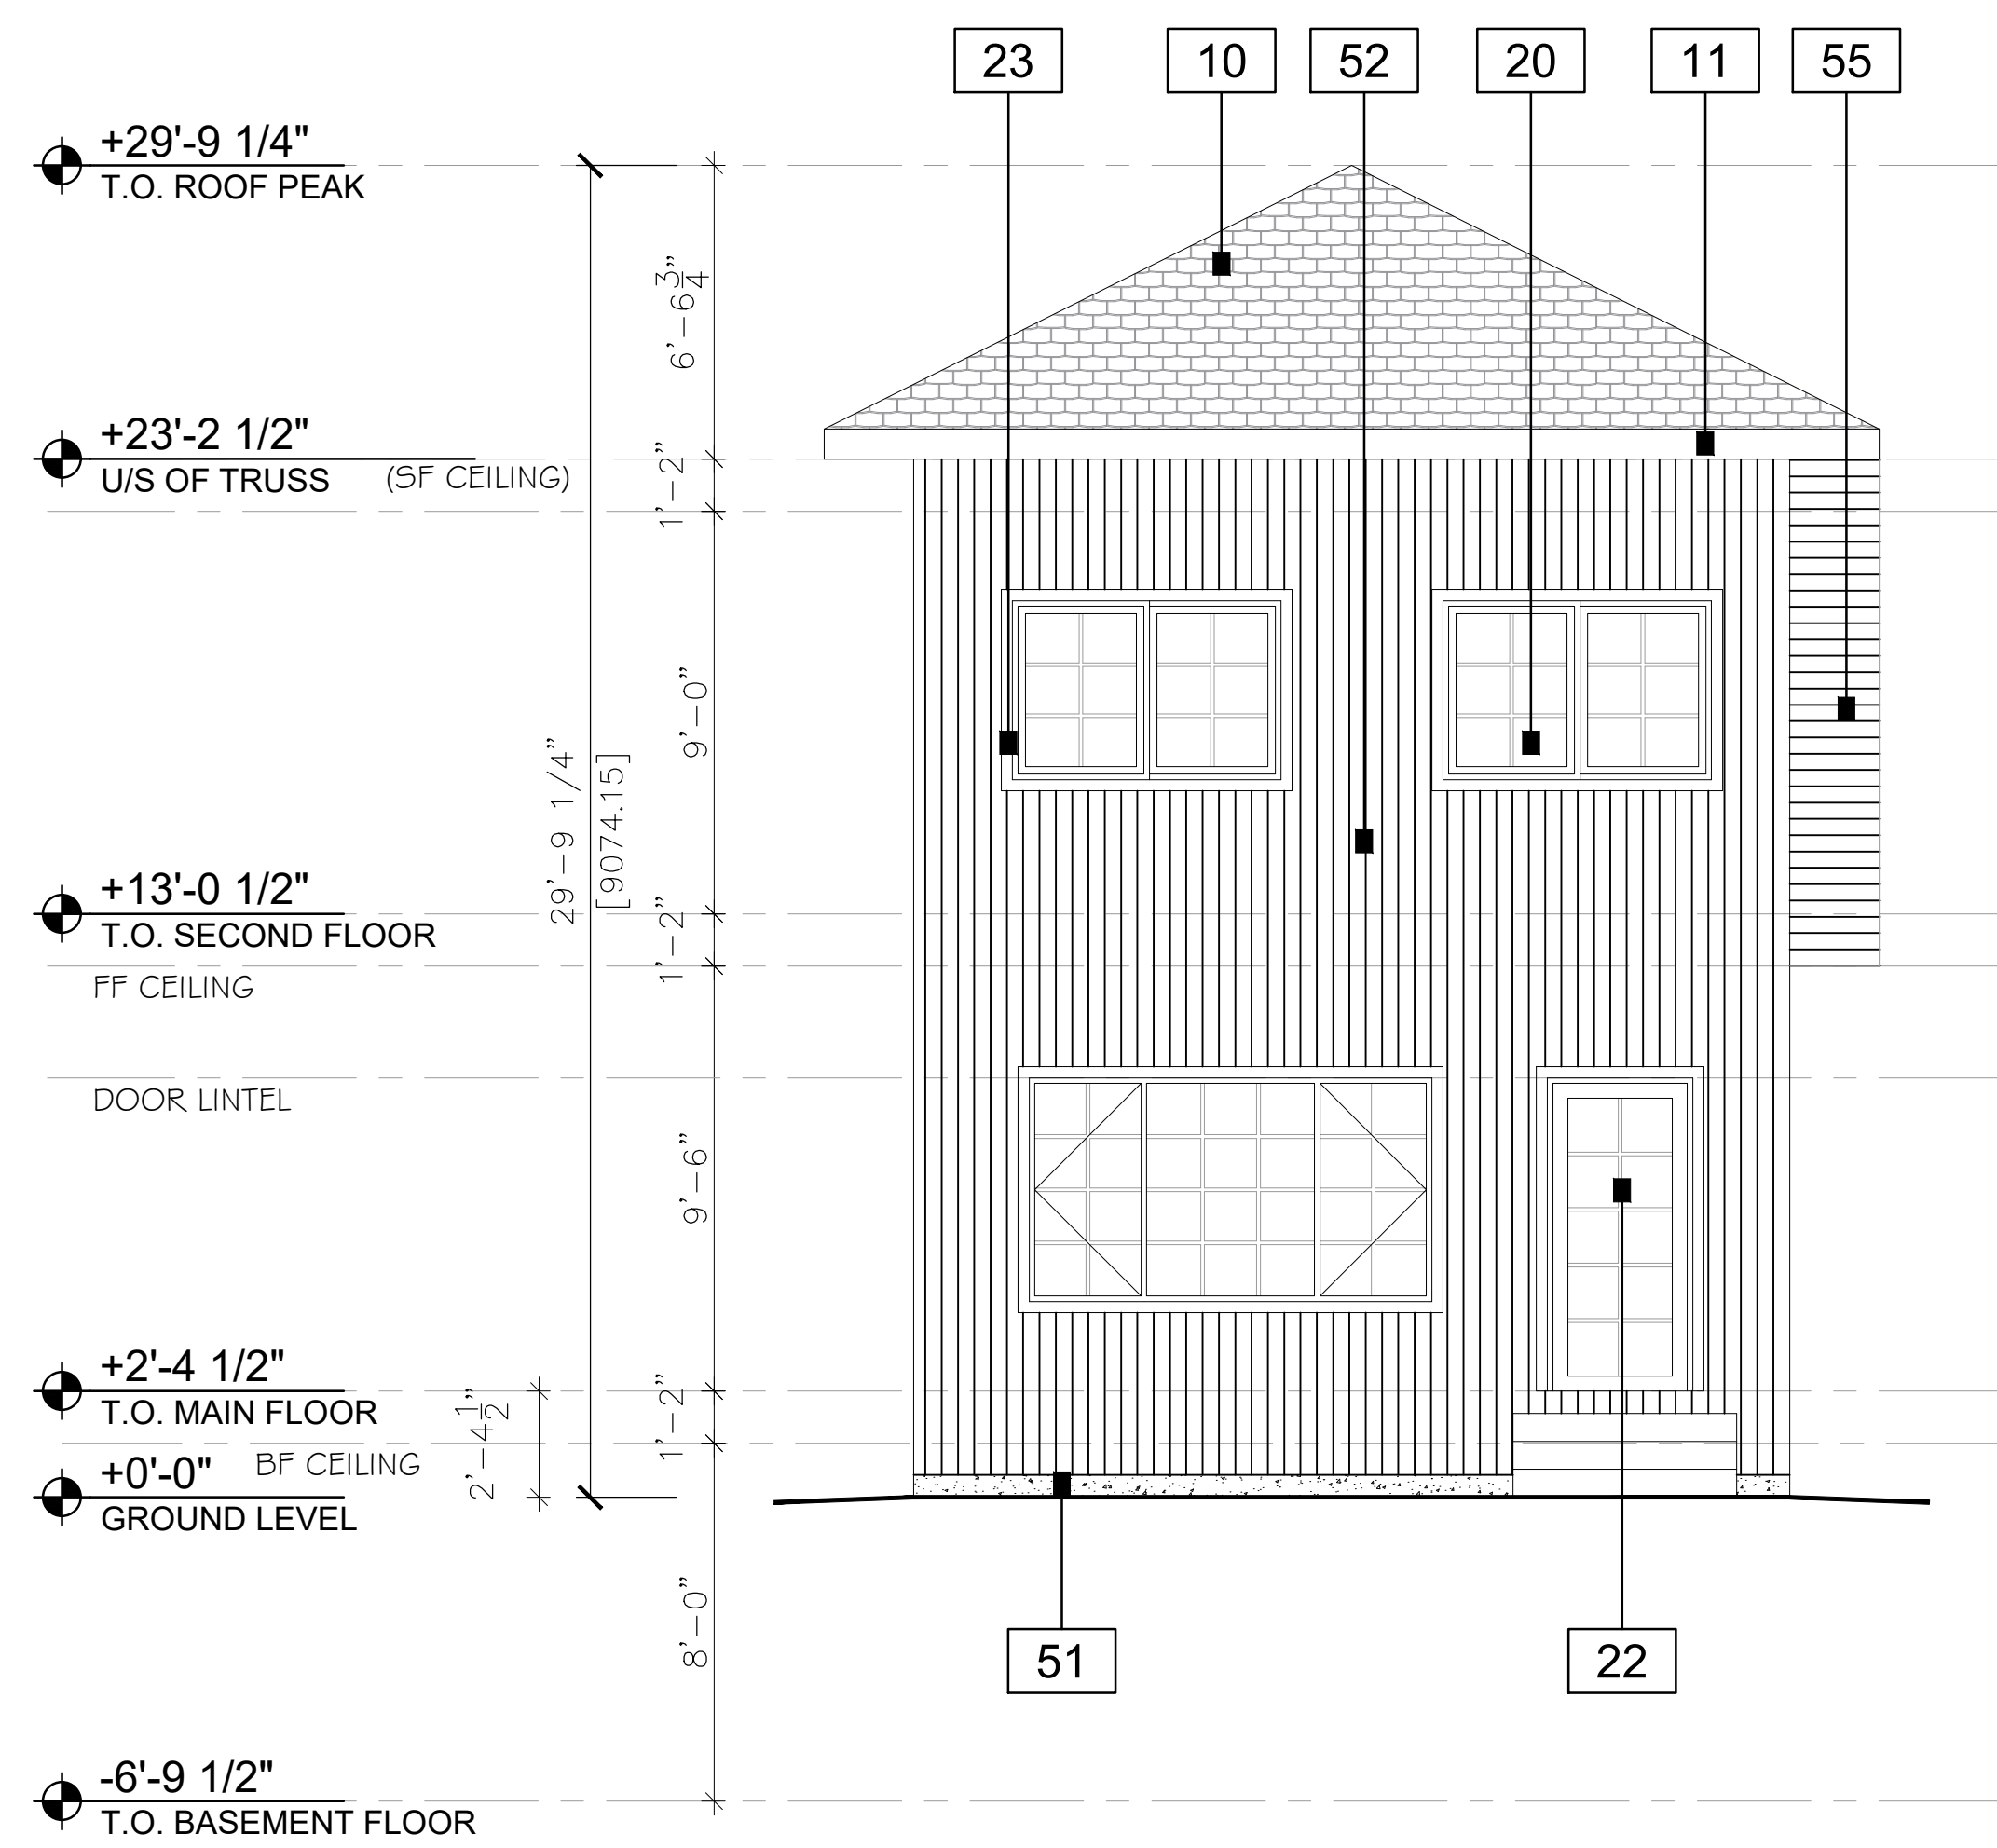 23 10 52 20 11 55
+29'-9 1/4"
T.O. ROOF PEAK
6'-6 3/4"
+23'-2 1/2"
U/S OF TRUSS (SF CEILING)
1'-2"
9'-0"
29'-9 1/4"
[9074.15]
+13'-0 1/2"
T.O. SECOND FLOOR
1'-2"
FF CEILING
DOOR LINTEL
9'-6"
+2'-4 1/2"
T.O. MAIN FLOOR
2'-4 1/2"
1'-2"
BF CEILING
+0'-0"
GROUND LEVEL
8'-0"
51 22
-6'-9 1/2"
T.O. BASEMENT FLOOR